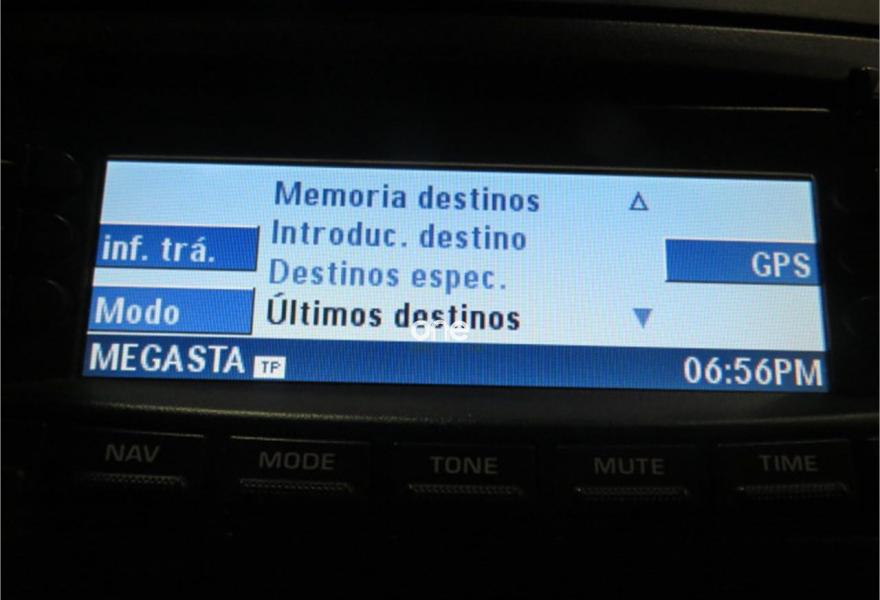 Memoria destinos
Introduc. destino
inf. trá.
GPS
Destinos espec.
Modo
Últimos destinos
one
MEGASTA TP 06:56PM
NAV MODE TONE MUTE TIME